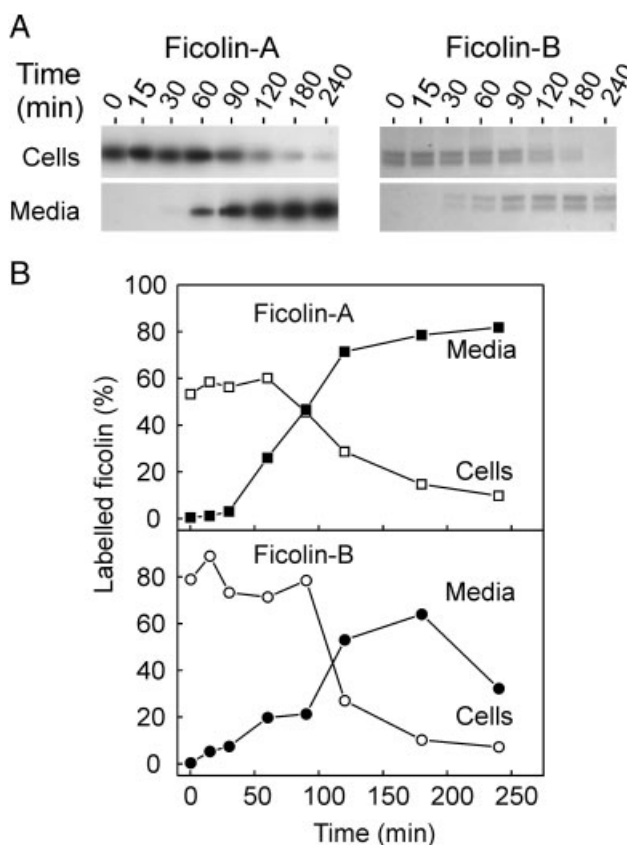 A
Ficolin-A Ficolin-B
Time (min) 0 15 30 60 90 120 180 240 0 15 30 60 90 120 180 240
Cells
Media
B
100
80
60
40
20
0
Ficolin-A
Media
Cells
Labelled ficolin (%)
80
60
40
20
0
Ficolin-B
Media
Cells
0 50 100 150 200 250
Time (min)